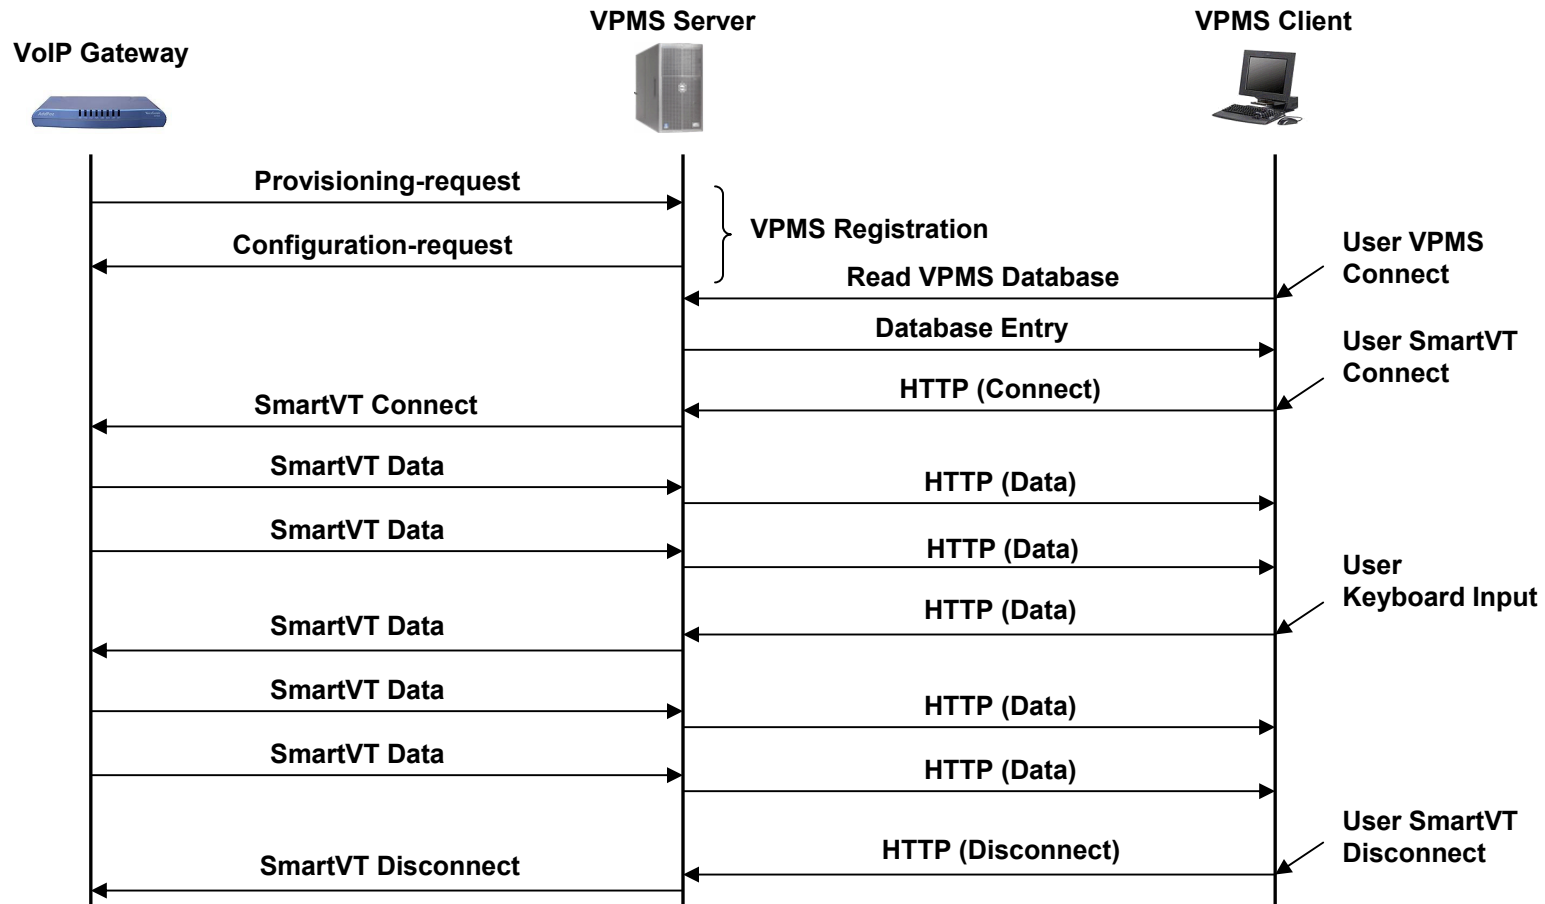 VPMS Server
VPMS Client
VoIP Gateway
Provisioning-request
VPMS Registration
Configuration-request
User VPMS
Connect
Read VPMS Database
Database Entry
User SmartVT
Connect
HTTP (Connect)
SmartVT Connect
SmartVT Data
HTTP (Data)
SmartVT Data
HTTP (Data)
User
Keyboard Input
HTTP (Data)
SmartVT Data
SmartVT Data
HTTP (Data)
SmartVT Data
HTTP (Data)
User SmartVT
Disconnect
HTTP (Disconnect)
SmartVT Disconnect